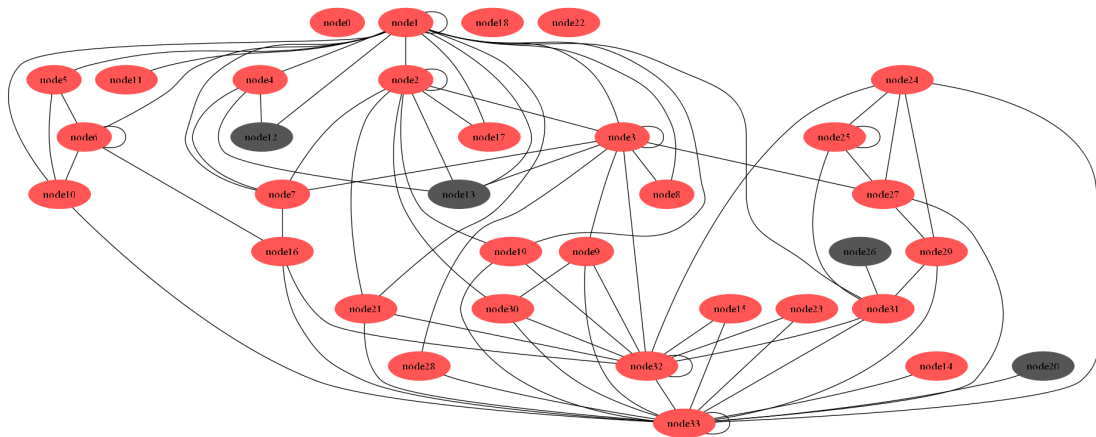 node0 node1 node18 node22
node5 node11 node4 node2 node24
node6 node12 node17 node3 node25
node10 node7 node13 node8 node27
node16 node19 node9 node26 node29
node21 node30 node15 node23 node31
node28 node32 node14 node20
node33